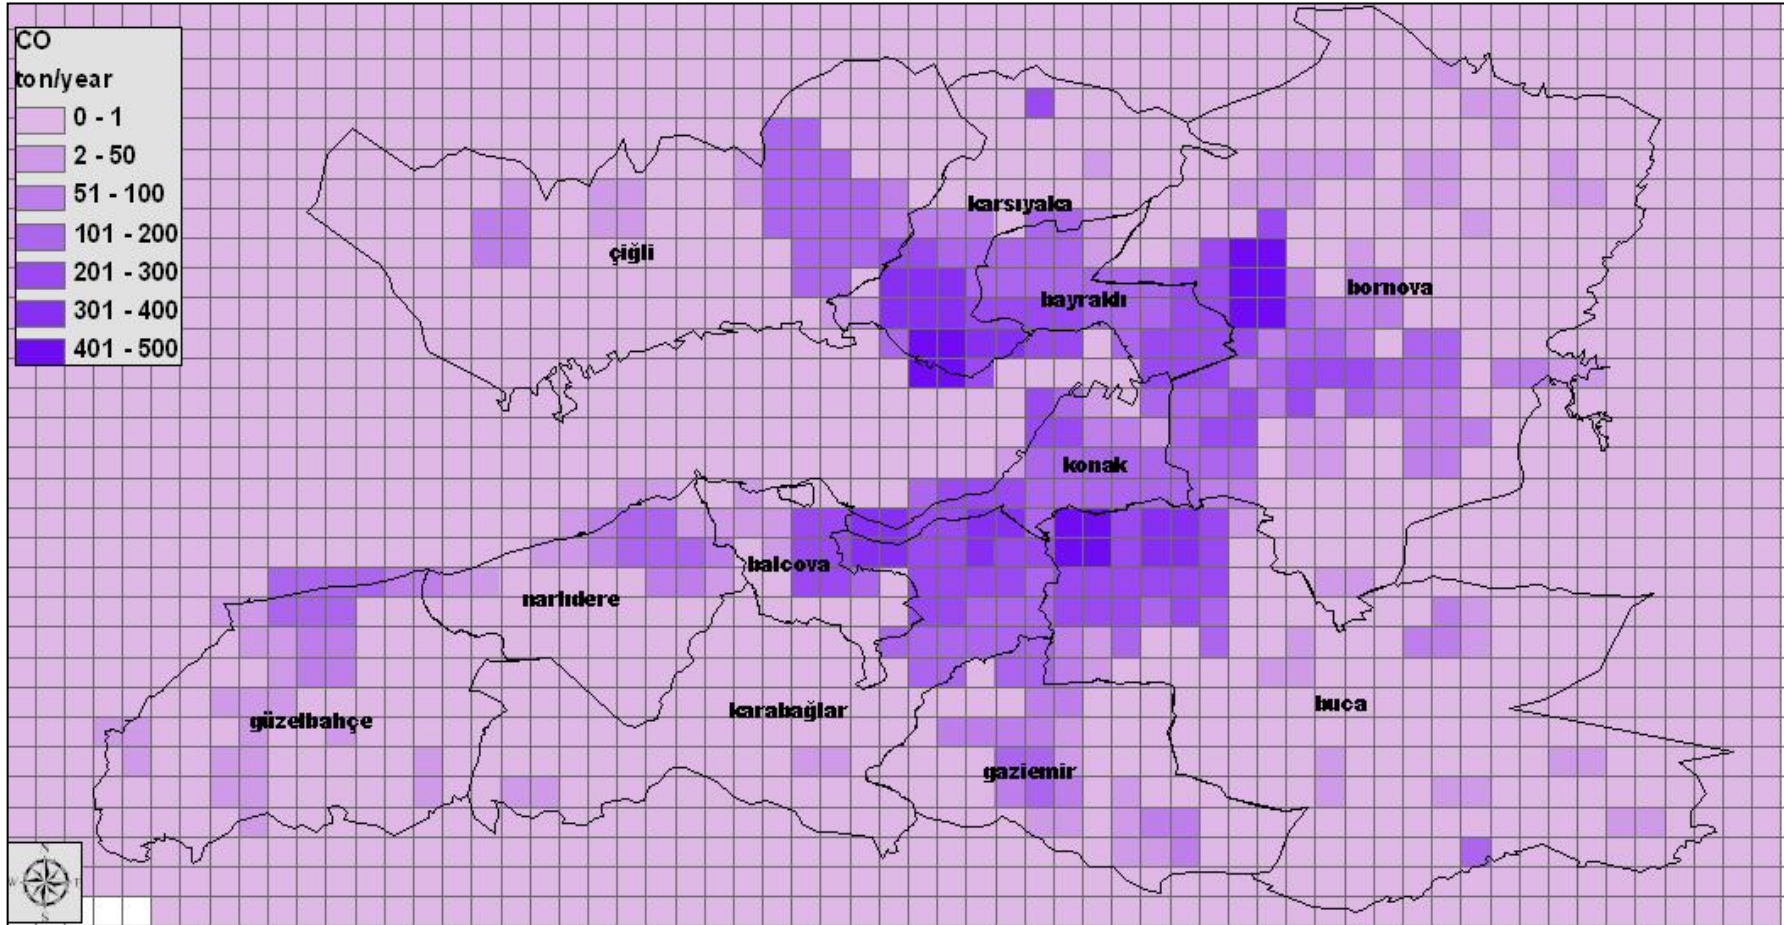 CO
ton/year
0 - 1
2 - 50
51 - 100
101 - 200
201 - 300
301 - 400
401 - 500
karsıyaka
çiğli
bayraklı
bornova
konak
balcova
narlıdere
güzelbahçe
karabağlar
buca
gaziemir
N
W
S